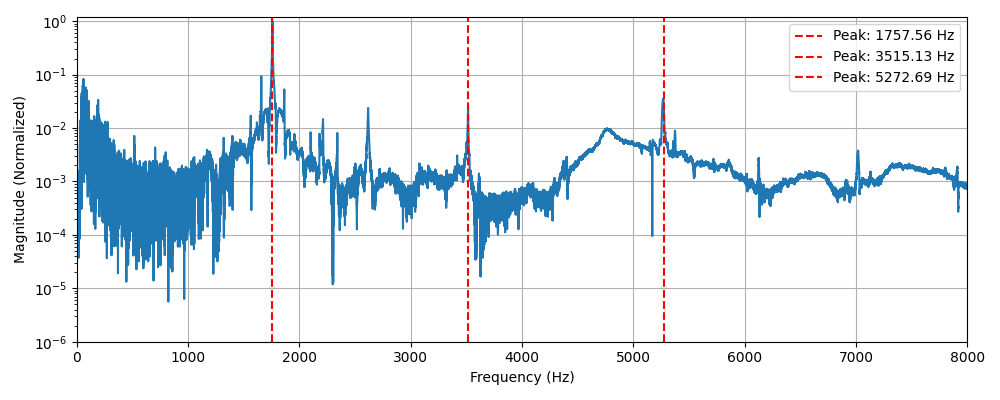 10⁰
10⁻¹
10⁻²
10⁻³
10⁻⁴
10⁻⁵
10⁻⁶
Magnitude (Normalized)
Peak: 1757.56 Hz
Peak: 3515.13 Hz
Peak: 5272.69 Hz
0 1000 2000 3000 4000 5000 6000 7000 8000
Frequency (Hz)